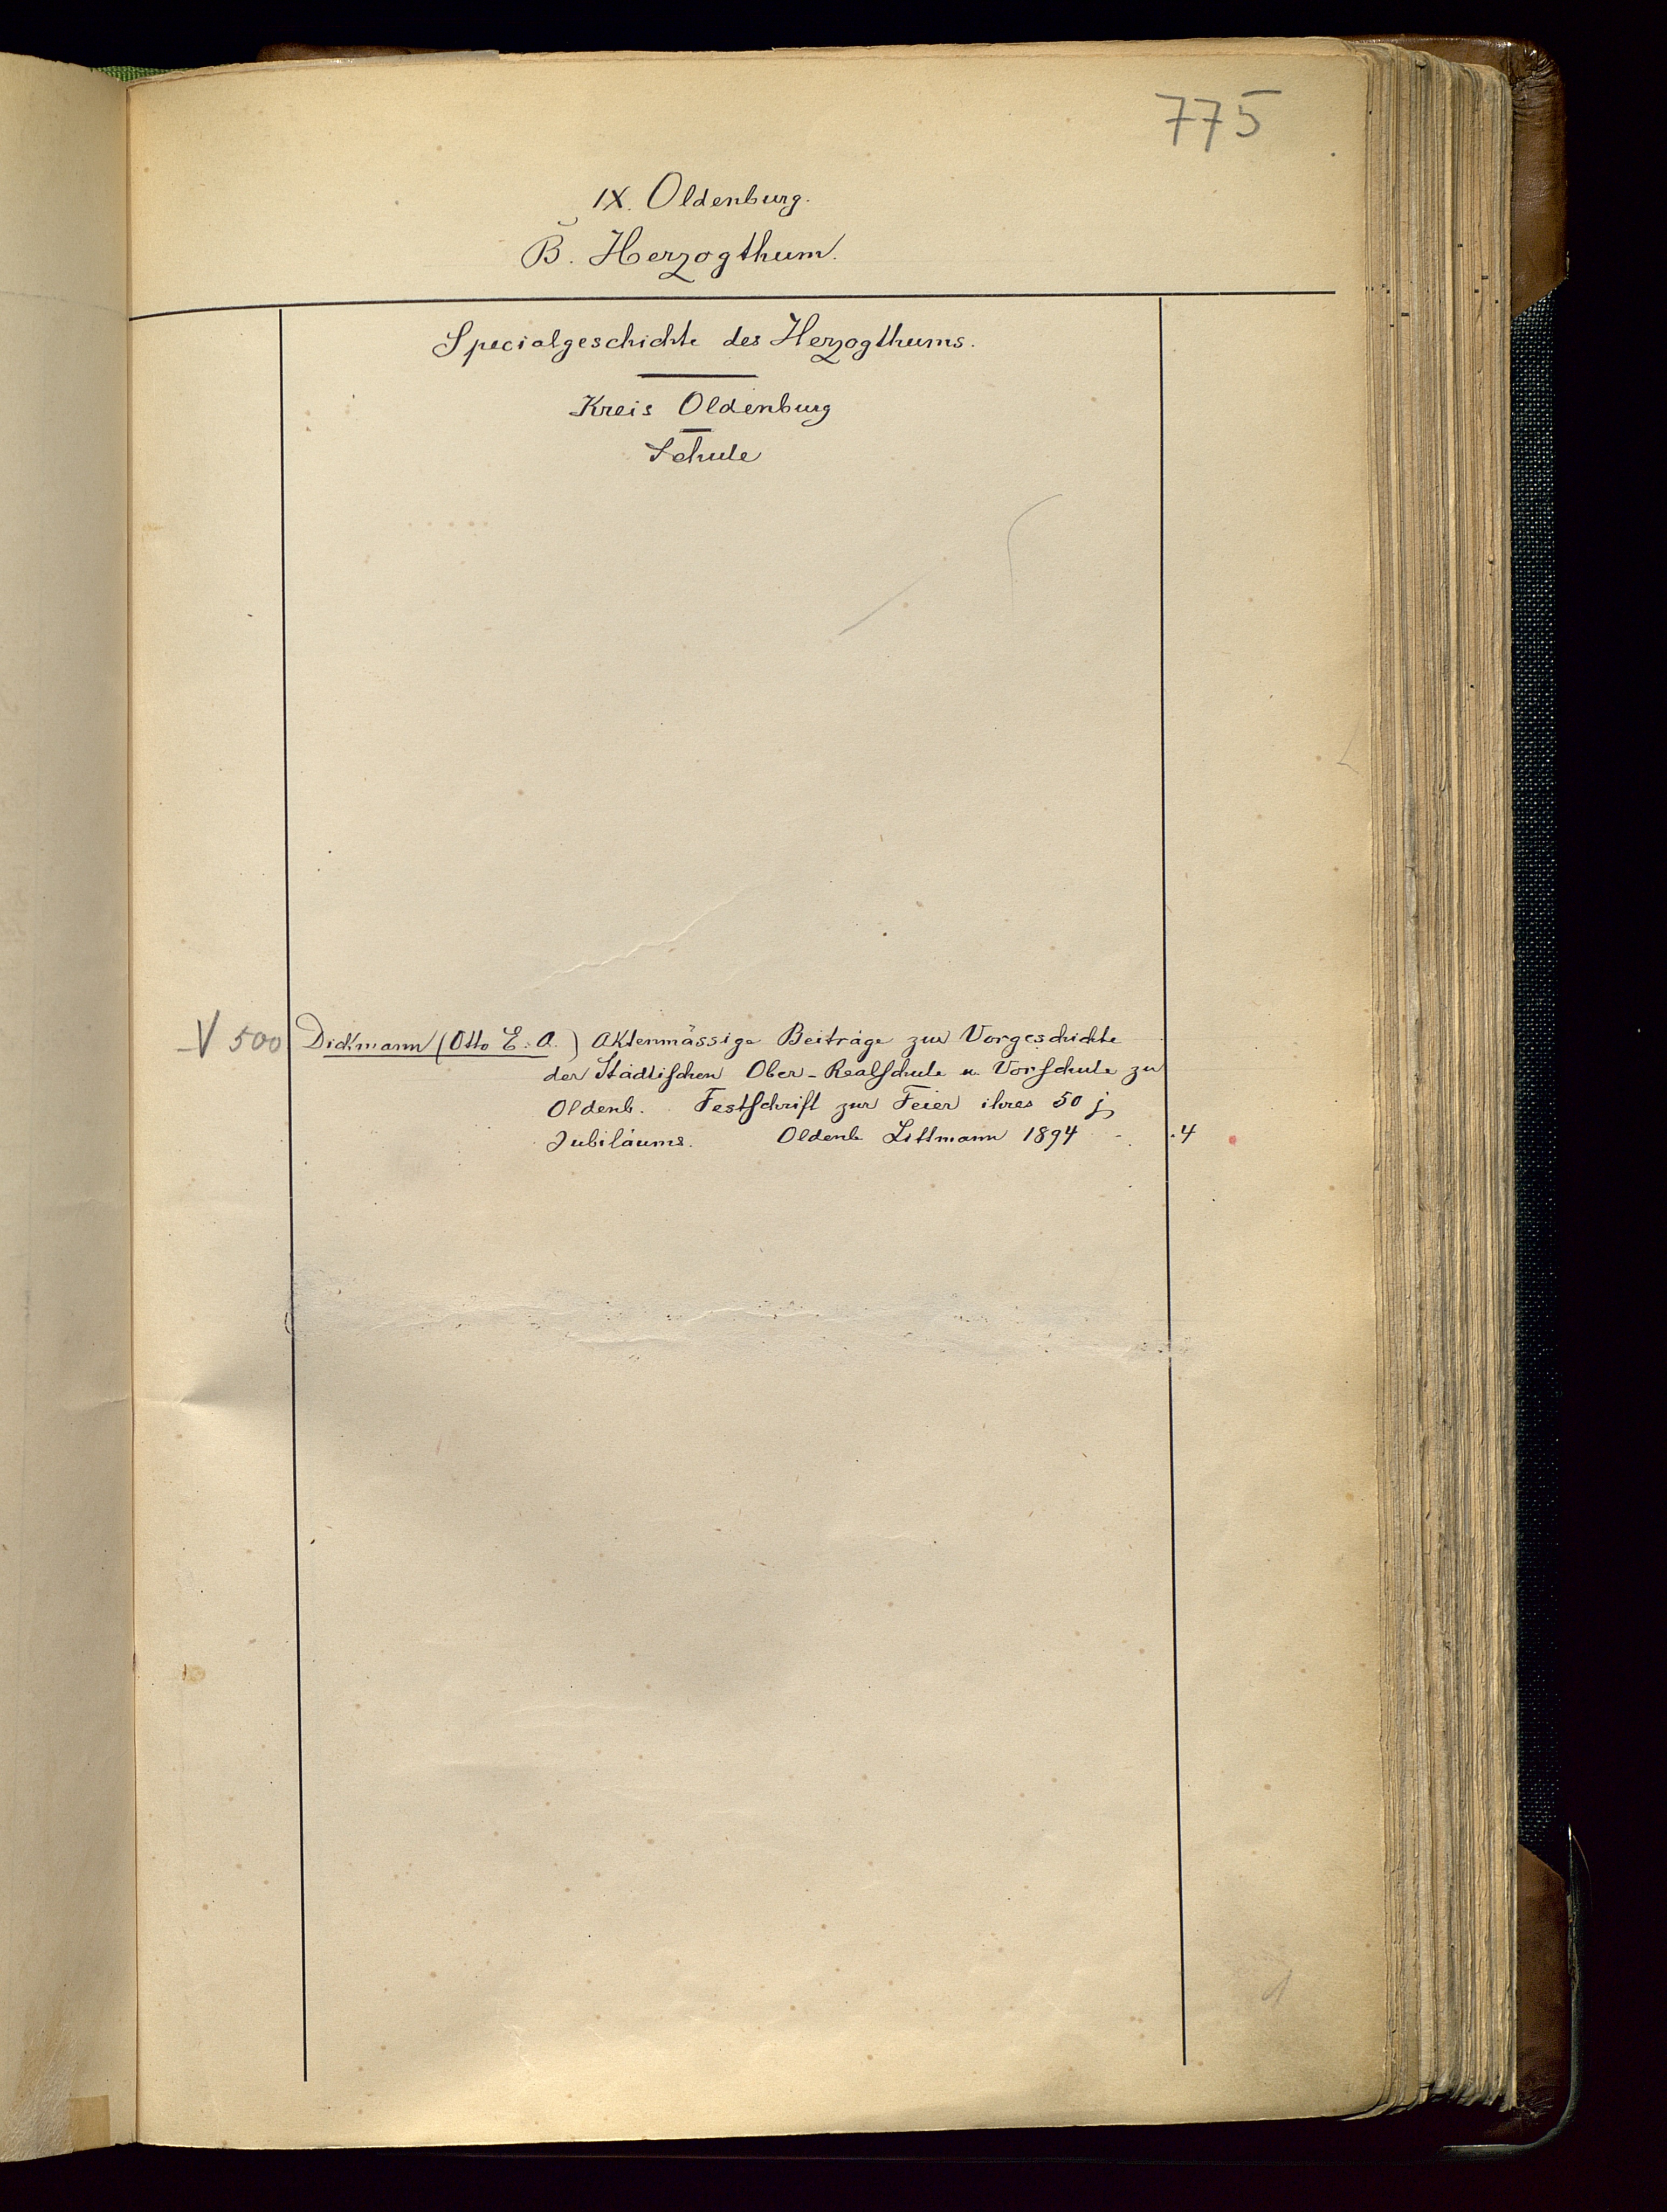 775
IX. Oldenburg.
B. Herzogthum.
Specialgeschichte des Herzogthums.
Kreis Oldenburg
Schule
V 500 Dickmann (Otto E. A.) Aktenmässige Beiträge zur Vorgeschichte
der Städtischen Ober-Realschule u. Vorschule zu
Oldenb. Festschrift zur Feier ihres 50 j
Jubiläums. Oldenb Littmann 1894 - . 4